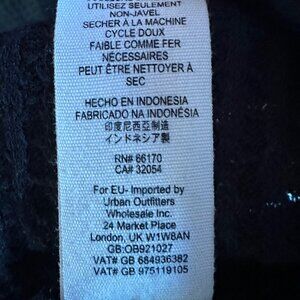 UTILISEZ SEULEMENT
NON-JAVEL
SECHER À LA MACHINE
CYCLE DOUX
FAIBLE COMME FER
NÉCESSAIRES
PEUT ÊTRE NETTOYER À
SEC
HECHO EN INDONESIA
FABRICADO NA INDONÉSIA
印度尼西亞制造
インドネシア製
RN# 66170
CA# 32054
For EU- Imported by
Urban Outfitters
Wholesale Inc.
24 Market Place
London, UK W1W8AN
GB:OB921027
VAT# GB 684936382
VAT# GB 975119105